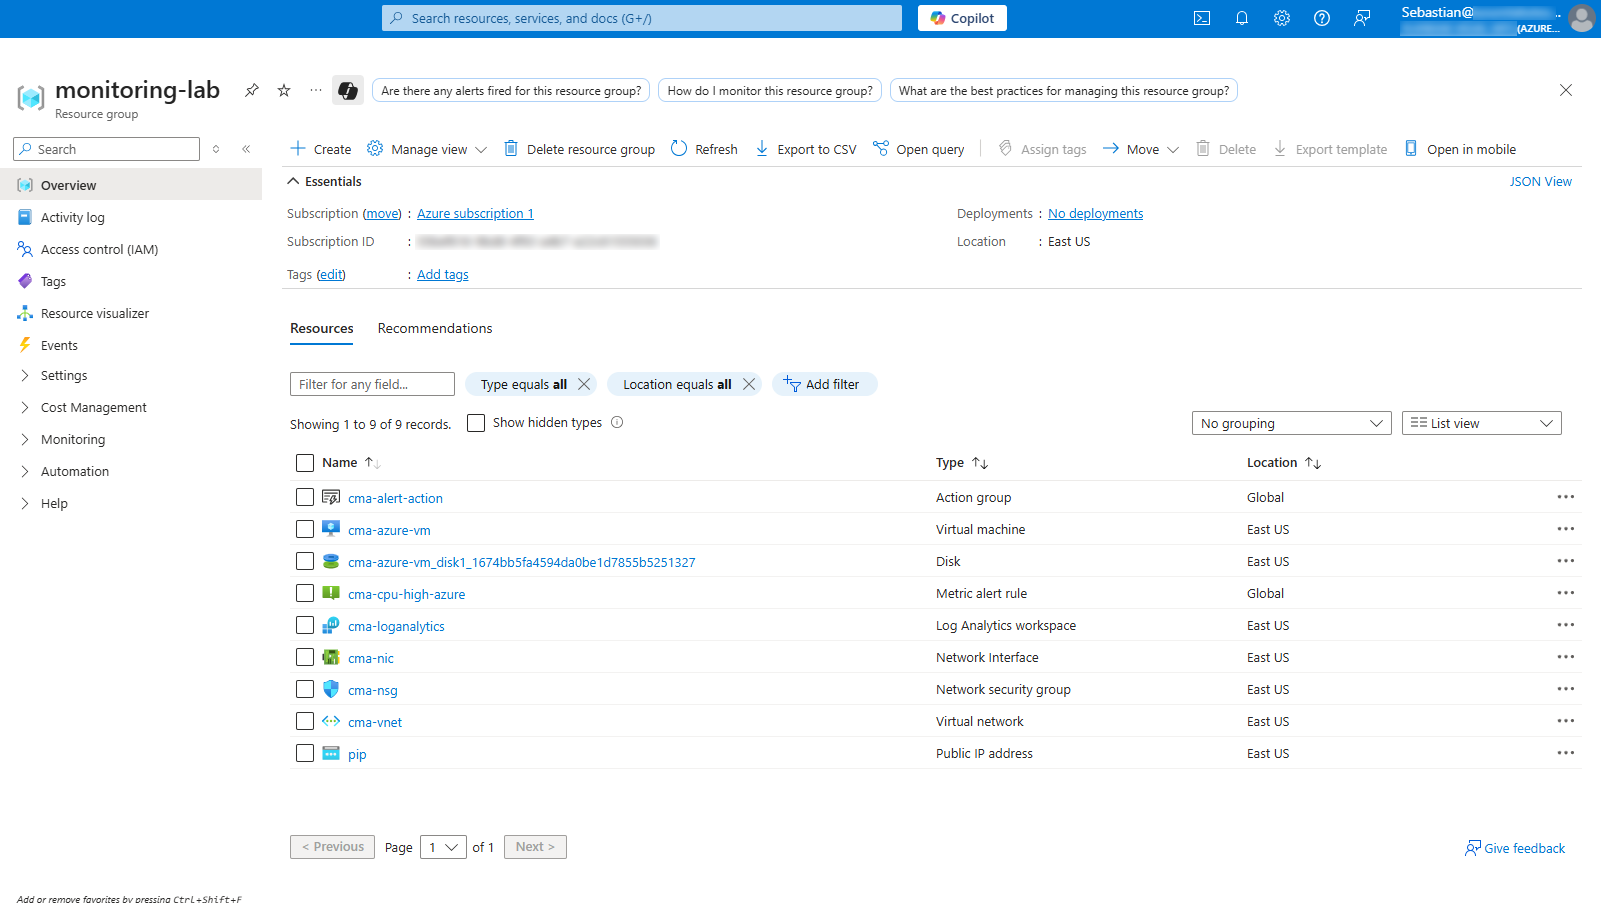 Search resources, services, and docs (G+/)
Copilot
Sebastian@
(AZURE...
monitoring-lab
Resource group
Are there any alerts fired for this resource group?
How do I monitor this resource group?
What are the best practices for managing this resource group?
Search
Create
Manage view
Delete resource group
Refresh
Export to CSV
Open query
Assign tags
Move
Delete
Export template
Open in mobile
Overview
Activity log
Access control (IAM)
Tags
Resource visualizer
Events
Settings
Cost Management
Monitoring
Automation
Help
Essentials
JSON View
Subscription (move) : Azure subscription 1
Deployments : No deployments
Subscription ID :
Location : East US
Tags (edit) : Add tags
Resources Recommendations
Filter for any field...
Type equals all
Location equals all
Add filter
Showing 1 to 9 of 9 records.
Show hidden types
No grouping
List view
Name Type Location
cma-alert-action Action group Global
cma-azure-vm Virtual machine East US
cma-azure-vm_disk1_1674bb5fa4594da0be1d7855b5251327 Disk East US
cma-cpu-high-azure Metric alert rule Global
cma-loganalytics Log Analytics workspace East US
cma-nic Network Interface East US
cma-nsg Network security group East US
cma-vnet Virtual network East US
pip Public IP address East US
< Previous Page 1 of 1 Next >
Give feedback
Add or remove favorites by pressing Ctrl+Shift+F